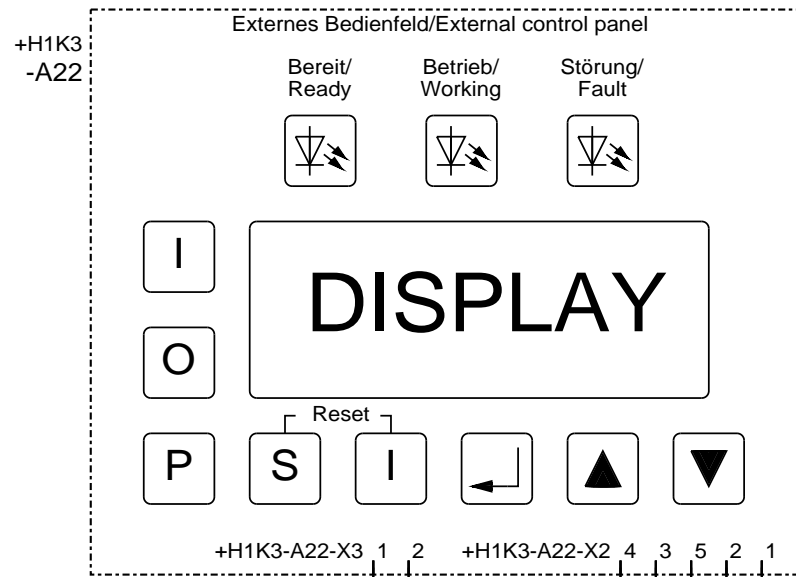 Externes Bedienfeld/External control panel
+H1K3
-A22
Bereit/
Ready
Betrieb/
Working
Störung/
Fault
I
DISPLAY
O
Reset
P S I
+H1K3-A22-X3 1 2 +H1K3-A22-X2 4 3 5 2 1